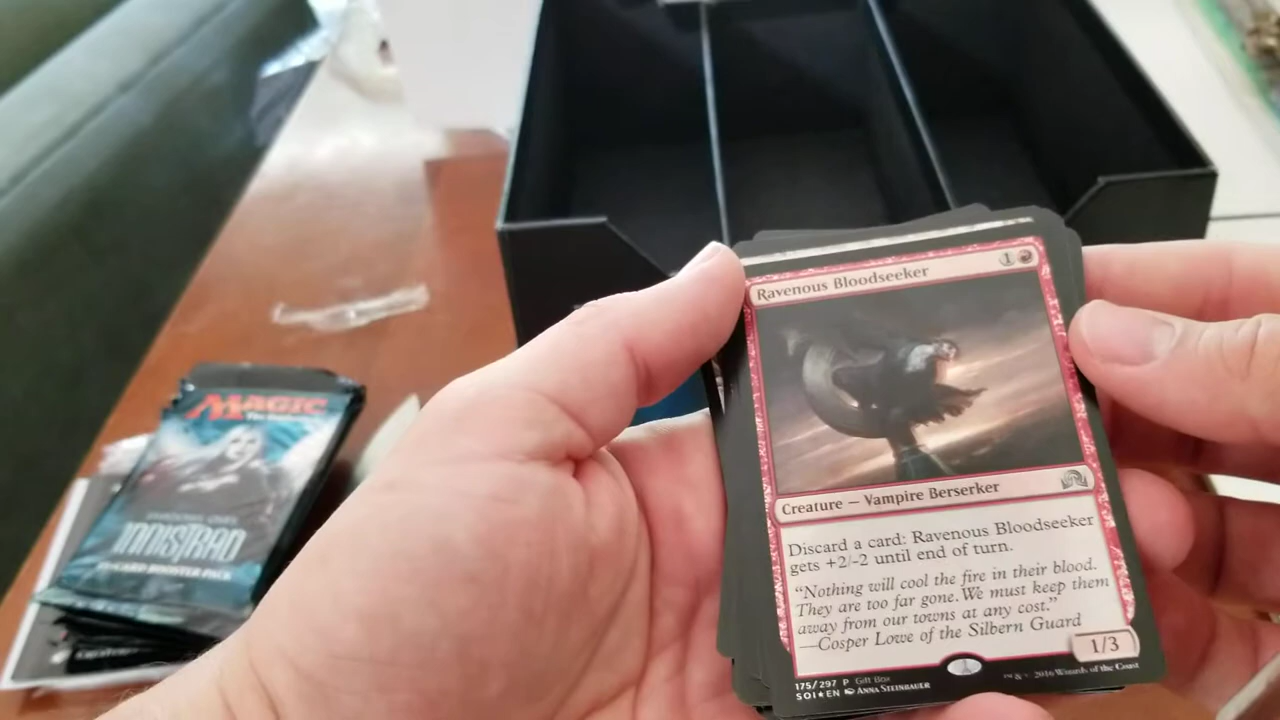 Ravenous Bloodseeker
1
Creature — Vampire Berserker
Discard a card: Ravenous Bloodseeker
gets +2/-2 until end of turn.
“Nothing will cool the fire in their blood.
They are too far gone. We must keep them
away from our towns at any cost.”
—Cosper Lowe of the Silbern Guard
1/3
175/297 P Gift Box
SOI★EN Anna Steinbauer
™ & © 2016 Wizards of the Coast
MAGIC
INNISTRAD
BOOSTER PACK